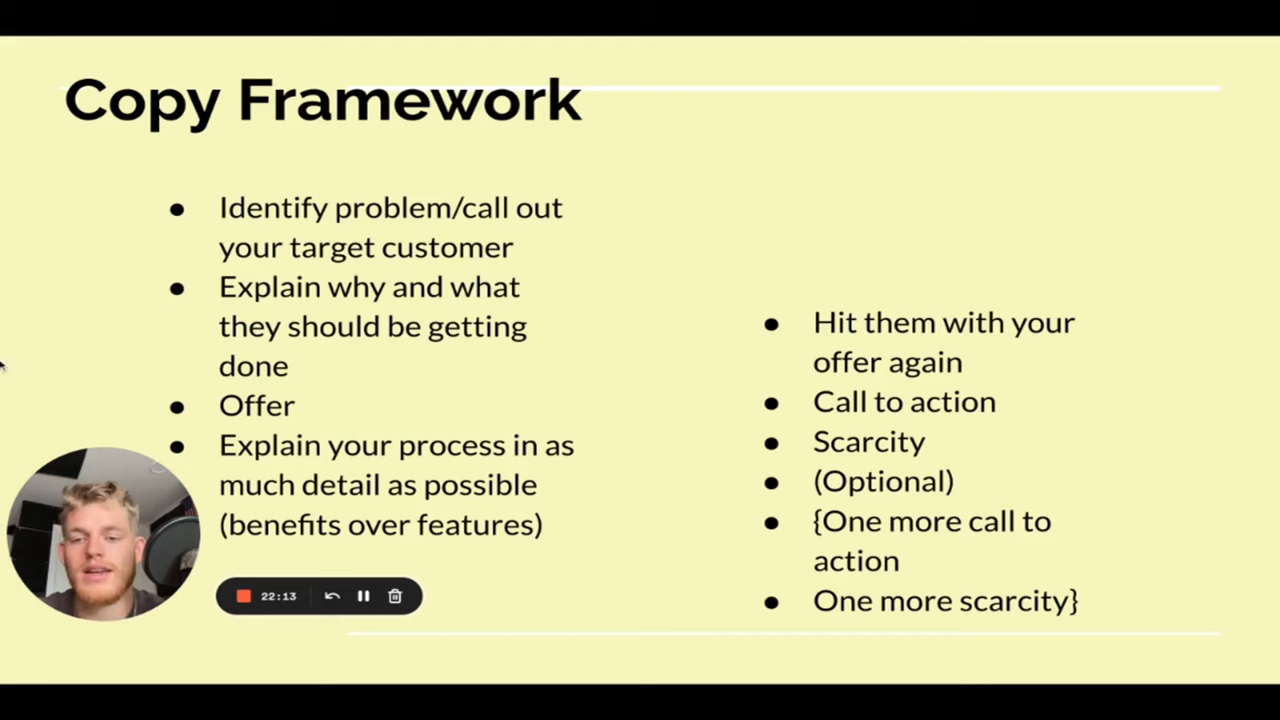 Copy Framework
● Identify problem/call out
your target customer
● Explain why and what
they should be getting
done
● Offer
● Explain your process in as
much detail as possible
(benefits over features)
● Hit them with your
offer again
● Call to action
● Scarcity
● (Optional)
● {One more call to
action
● One more scarcity}
22:13